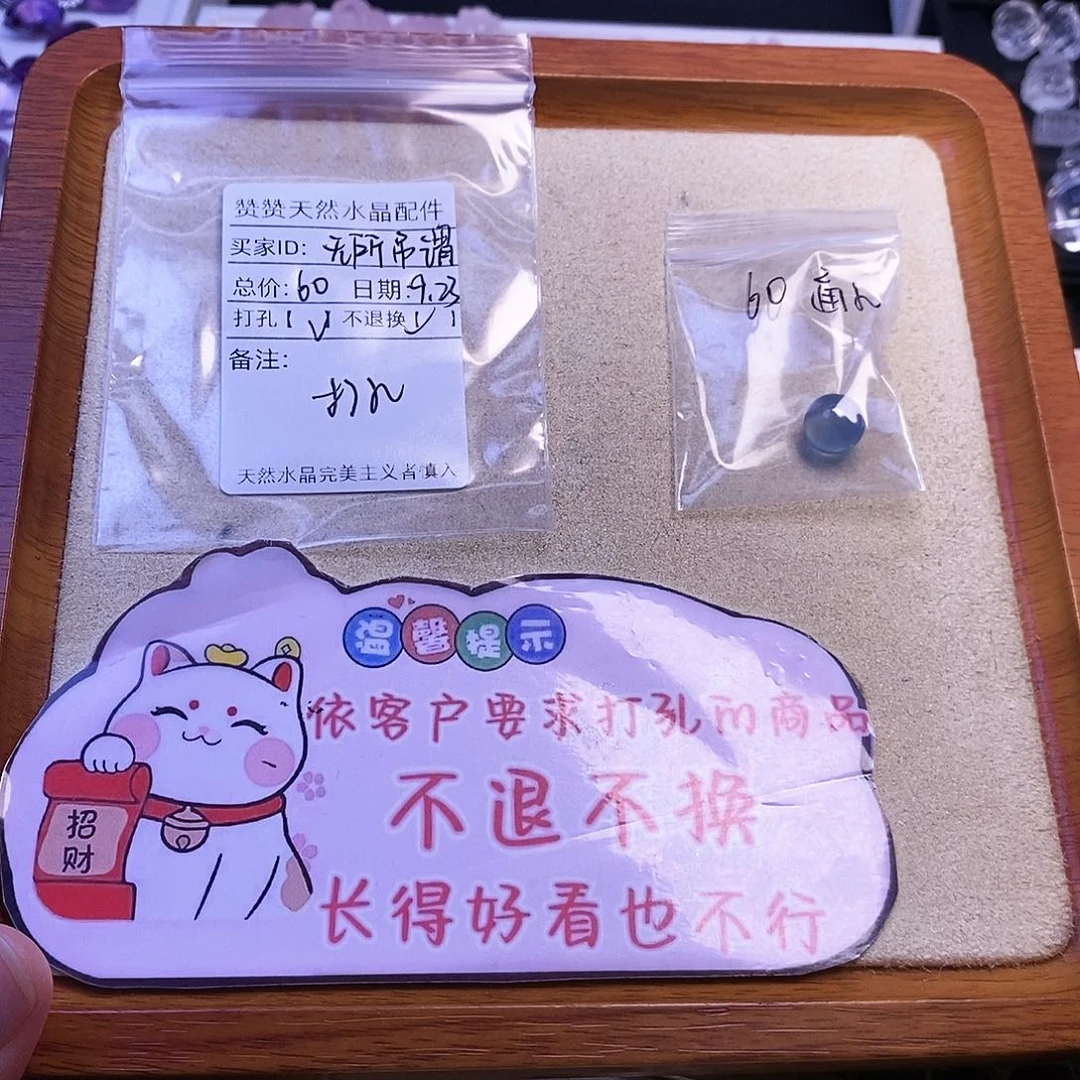 赞赞天然水晶配件
买家ID: 无所吊谓
总价: 60 日期: 9.23
打孔【√】不退换【√】
备注:
打孔
天然水晶完美主义者慎入
60 通孔
温馨提示
依客户要求打孔的商品
不退不换
长得好看也不行
招
财